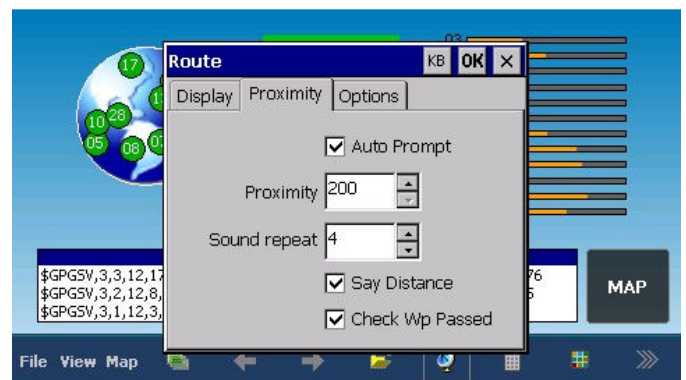 03
Route
KB
OK
Display
Proximity
Options
17
10
28
05
08
Auto Prompt
Proximity 200
Sound repeat 4
Say Distance
Check Wp Passed
$GPGSV,3,3,12,17
76
$GPGSV,3,2,12,8,
$GPGSV,3,1,12,3,
MAP
File View Map